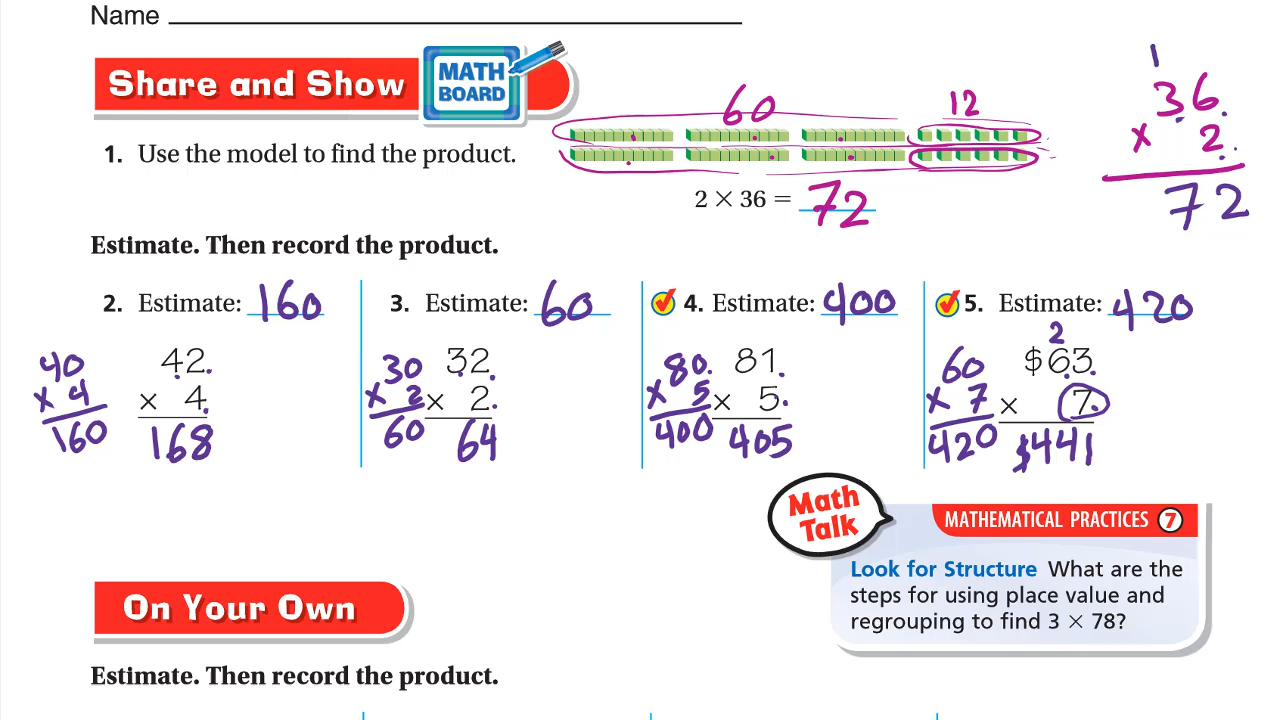 Name
Share and Show
MATH
BOARD
60
12
1. Use the model to find the product.
2 × 36 = 72
1
36
× 2
72
Estimate. Then record the product.
2. Estimate: 160
40
× 4
160
42
× 4
168
3. Estimate: 60
30
× 2
60
32
× 2
64
4. Estimate: 400
80
× 5
400
81
× 5
405
5. Estimate: 420
60
× 7
420
2
$63
× 7
$441
Math
Talk
MATHEMATICAL PRACTICES 7
Look for Structure What are the
steps for using place value and
regrouping to find 3 × 78?
On Your Own
Estimate. Then record the product.